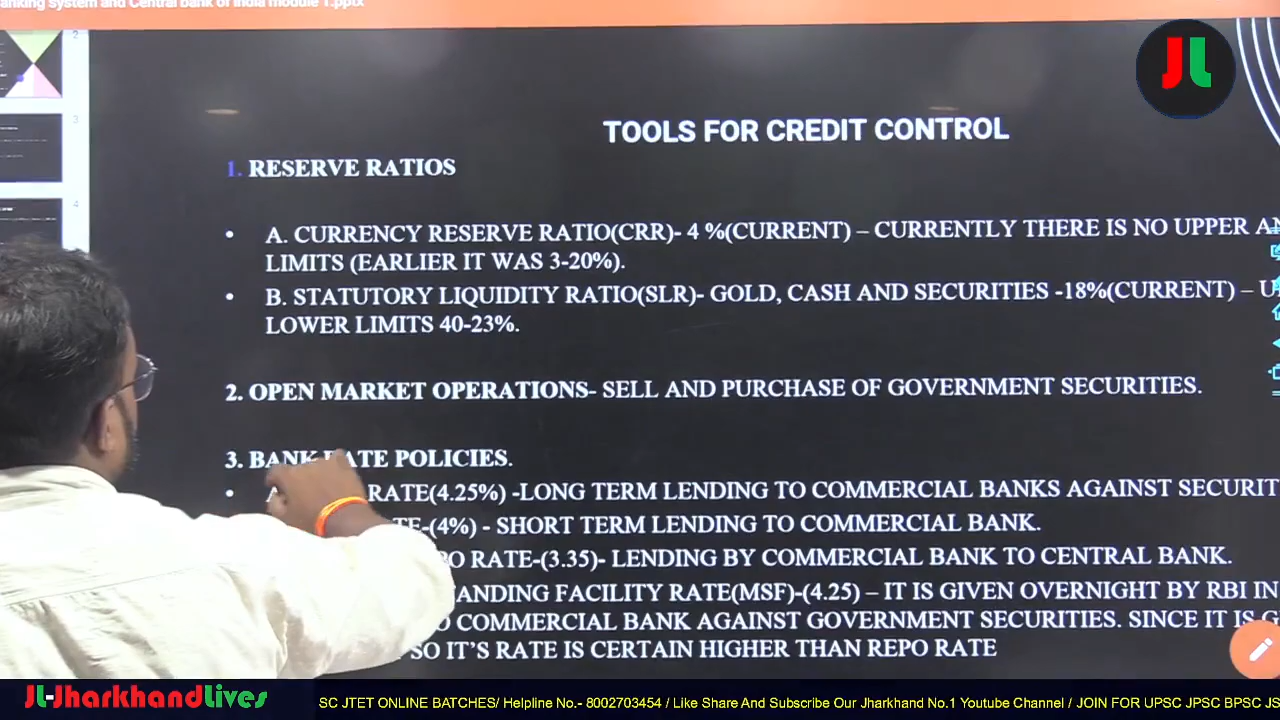 anking system and Central bank of India module 1.pptx
JL
2
3
4
TOOLS FOR CREDIT CONTROL
1. RESERVE RATIOS
• A. CURRENCY RESERVE RATIO(CRR)- 4 %(CURRENT) – CURRENTLY THERE IS NO UPPER AN
LIMITS (EARLIER IT WAS 3-20%).
• B. STATUTORY LIQUIDITY RATIO(SLR)- GOLD, CASH AND SECURITIES -18%(CURRENT) – U
LOWER LIMITS 40-23%.
2. OPEN MARKET OPERATIONS- SELL AND PURCHASE OF GOVERNMENT SECURITIES.
3. BANK RATE POLICIES.
• RATE(4.25%) -LONG TERM LENDING TO COMMERCIAL BANKS AGAINST SECURIT
TE-(4%) - SHORT TERM LENDING TO COMMERCIAL BANK.
O RATE-(3.35)- LENDING BY COMMERCIAL BANK TO CENTRAL BANK.
ANDING FACILITY RATE(MSF)-(4.25) – IT IS GIVEN OVERNIGHT BY RBI IN
O COMMERCIAL BANK AGAINST GOVERNMENT SECURITIES. SINCE IT IS G
SO IT'S RATE IS CERTAIN HIGHER THAN REPO RATE
JL-JharkhandLives SC JTET ONLINE BATCHES/ Helpline No.- 8002703454 / Like Share And Subscribe Our Jharkhand No.1 Youtube Channel / JOIN FOR UPSC JPSC BPSC JS